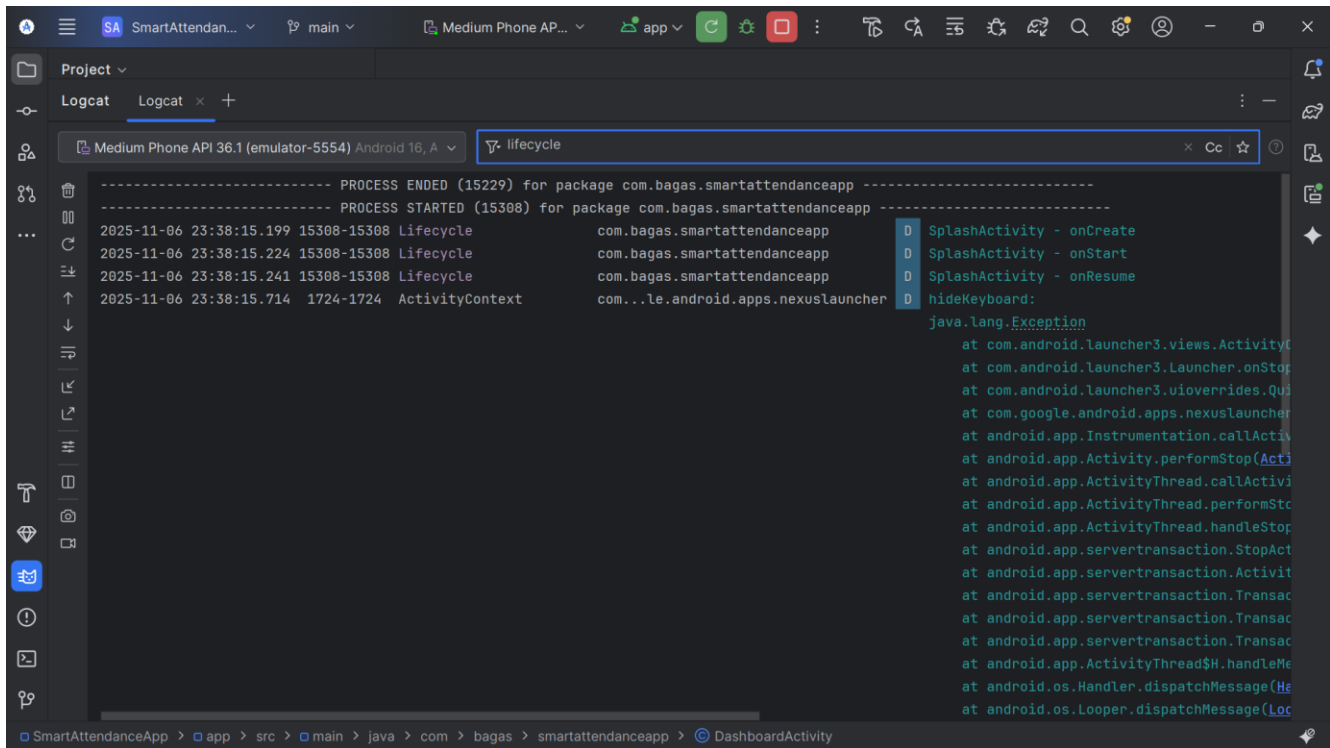 SA SmartAttendan... main Medium Phone AP... app
Project
Logcat Logcat × +
Medium Phone API 36.1 (emulator-5554) Android 16, A lifecycle × Cc
---------------------------- PROCESS ENDED (15229) for package com.bagas.smartattendanceapp ----------------------------
---------------------------- PROCESS STARTED (15308) for package com.bagas.smartattendanceapp ----------------------------
2025-11-06 23:38:15.199 15308-15308 Lifecycle com.bagas.smartattendanceapp D SplashActivity - onCreate
2025-11-06 23:38:15.224 15308-15308 Lifecycle com.bagas.smartattendanceapp D SplashActivity - onStart
2025-11-06 23:38:15.241 15308-15308 Lifecycle com.bagas.smartattendanceapp D SplashActivity - onResume
2025-11-06 23:38:15.714 1724-1724 ActivityContext com...le.android.apps.nexuslauncher D hideKeyboard:
java.lang.Exception
at com.android.launcher3.views.ActivityC
at com.android.launcher3.Launcher.onStop
at com.android.launcher3.uioverrides.Qui
at com.google.android.apps.nexuslauncher
at android.app.Instrumentation.callActiv
at android.app.Activity.performStop(Acti
at android.app.ActivityThread.callActivi
at android.app.ActivityThread.performSto
at android.app.ActivityThread.handleStop
at android.app.servertransaction.StopAct
at android.app.servertransaction.Activit
at android.app.servertransaction.Transac
at android.app.servertransaction.Transac
at android.app.servertransaction.Transac
at android.app.ActivityThread$H.handleMe
at android.os.Handler.dispatchMessage(Ha
at android.os.Looper.dispatchMessage(Loo
SmartAttendanceApp > app > src > main > java > com > bagas > smartattendanceapp > DashboardActivity